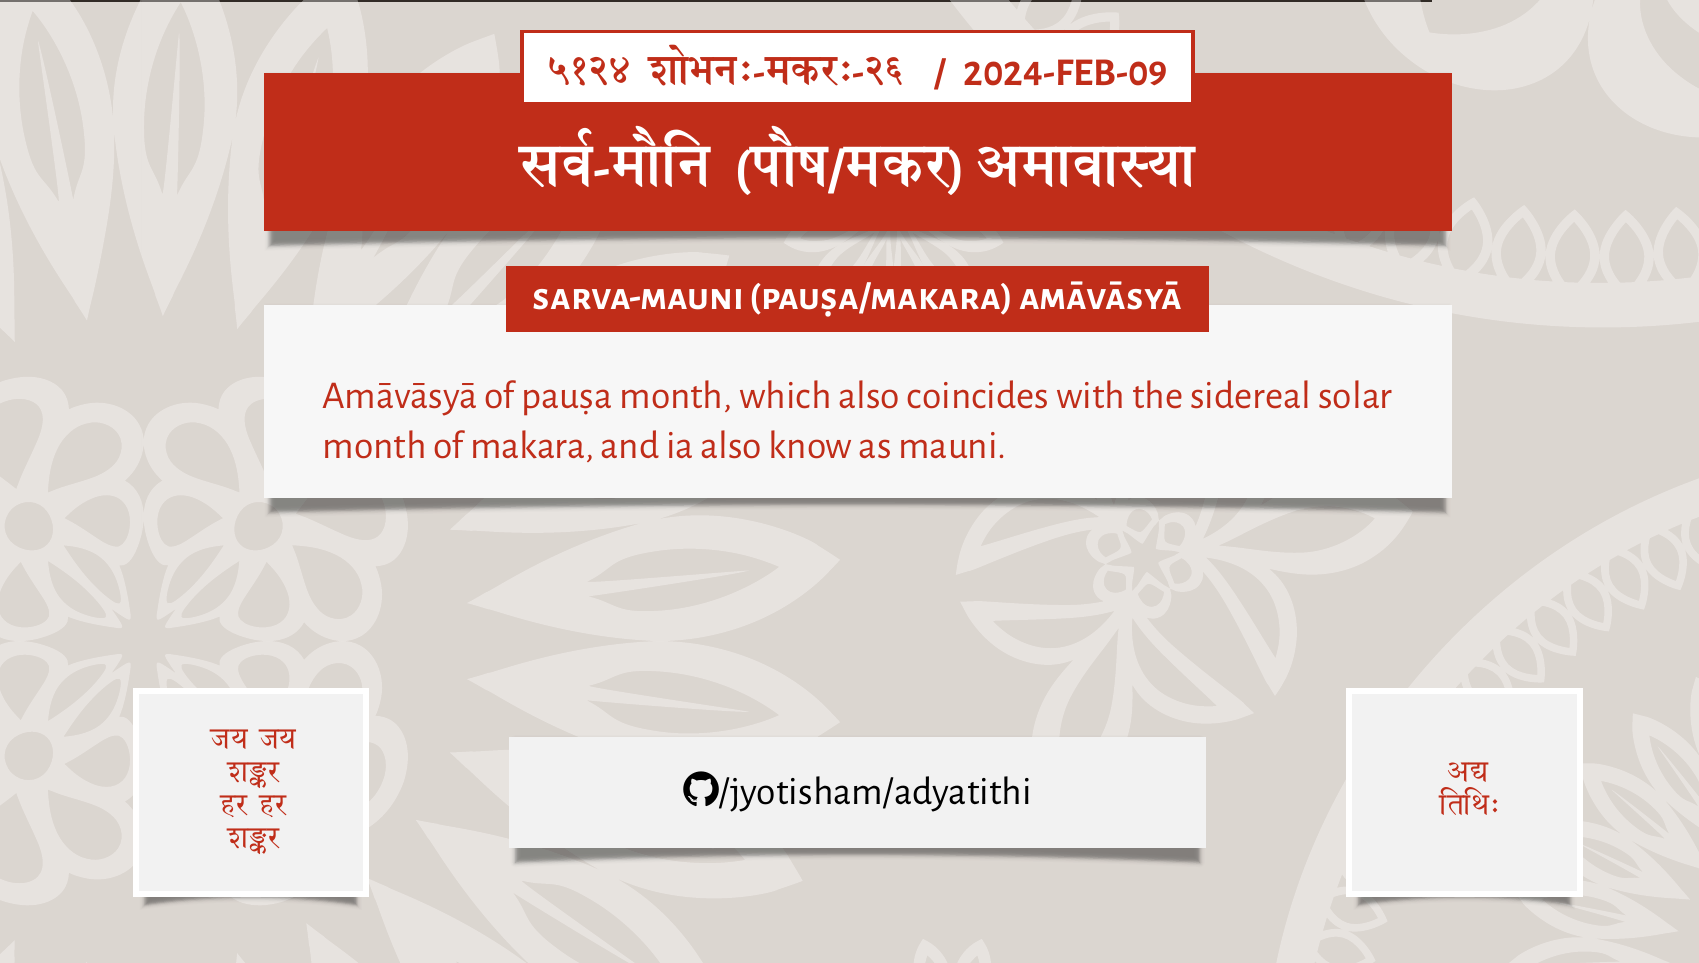 ५१२४ शोभनः-मकरः-२६ / 2024-FEB-09
सर्व-मौनि (पौष/मकर) अमावास्या
SARVA-MAUNI (PAUṢA/MAKARA) AMĀVĀSYĀ
Amāvāsyā of pauṣa month, which also coincides with the sidereal solar
month of makara, and ia also know as mauni.
जय जय
शङ्कर
हर हर
शङ्कर
/jyotisham/adyatithi
अद्य
तिथिः